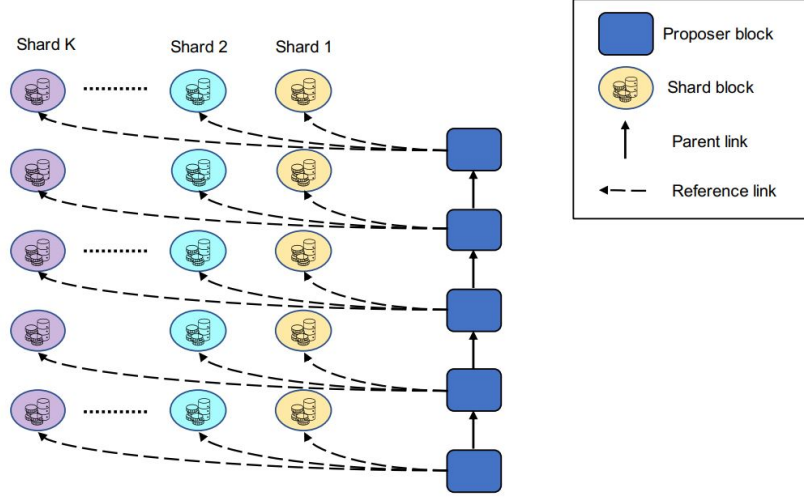 Shard K
Shard 2
Shard 1
Proposer block
Shard block
Parent link
Reference link